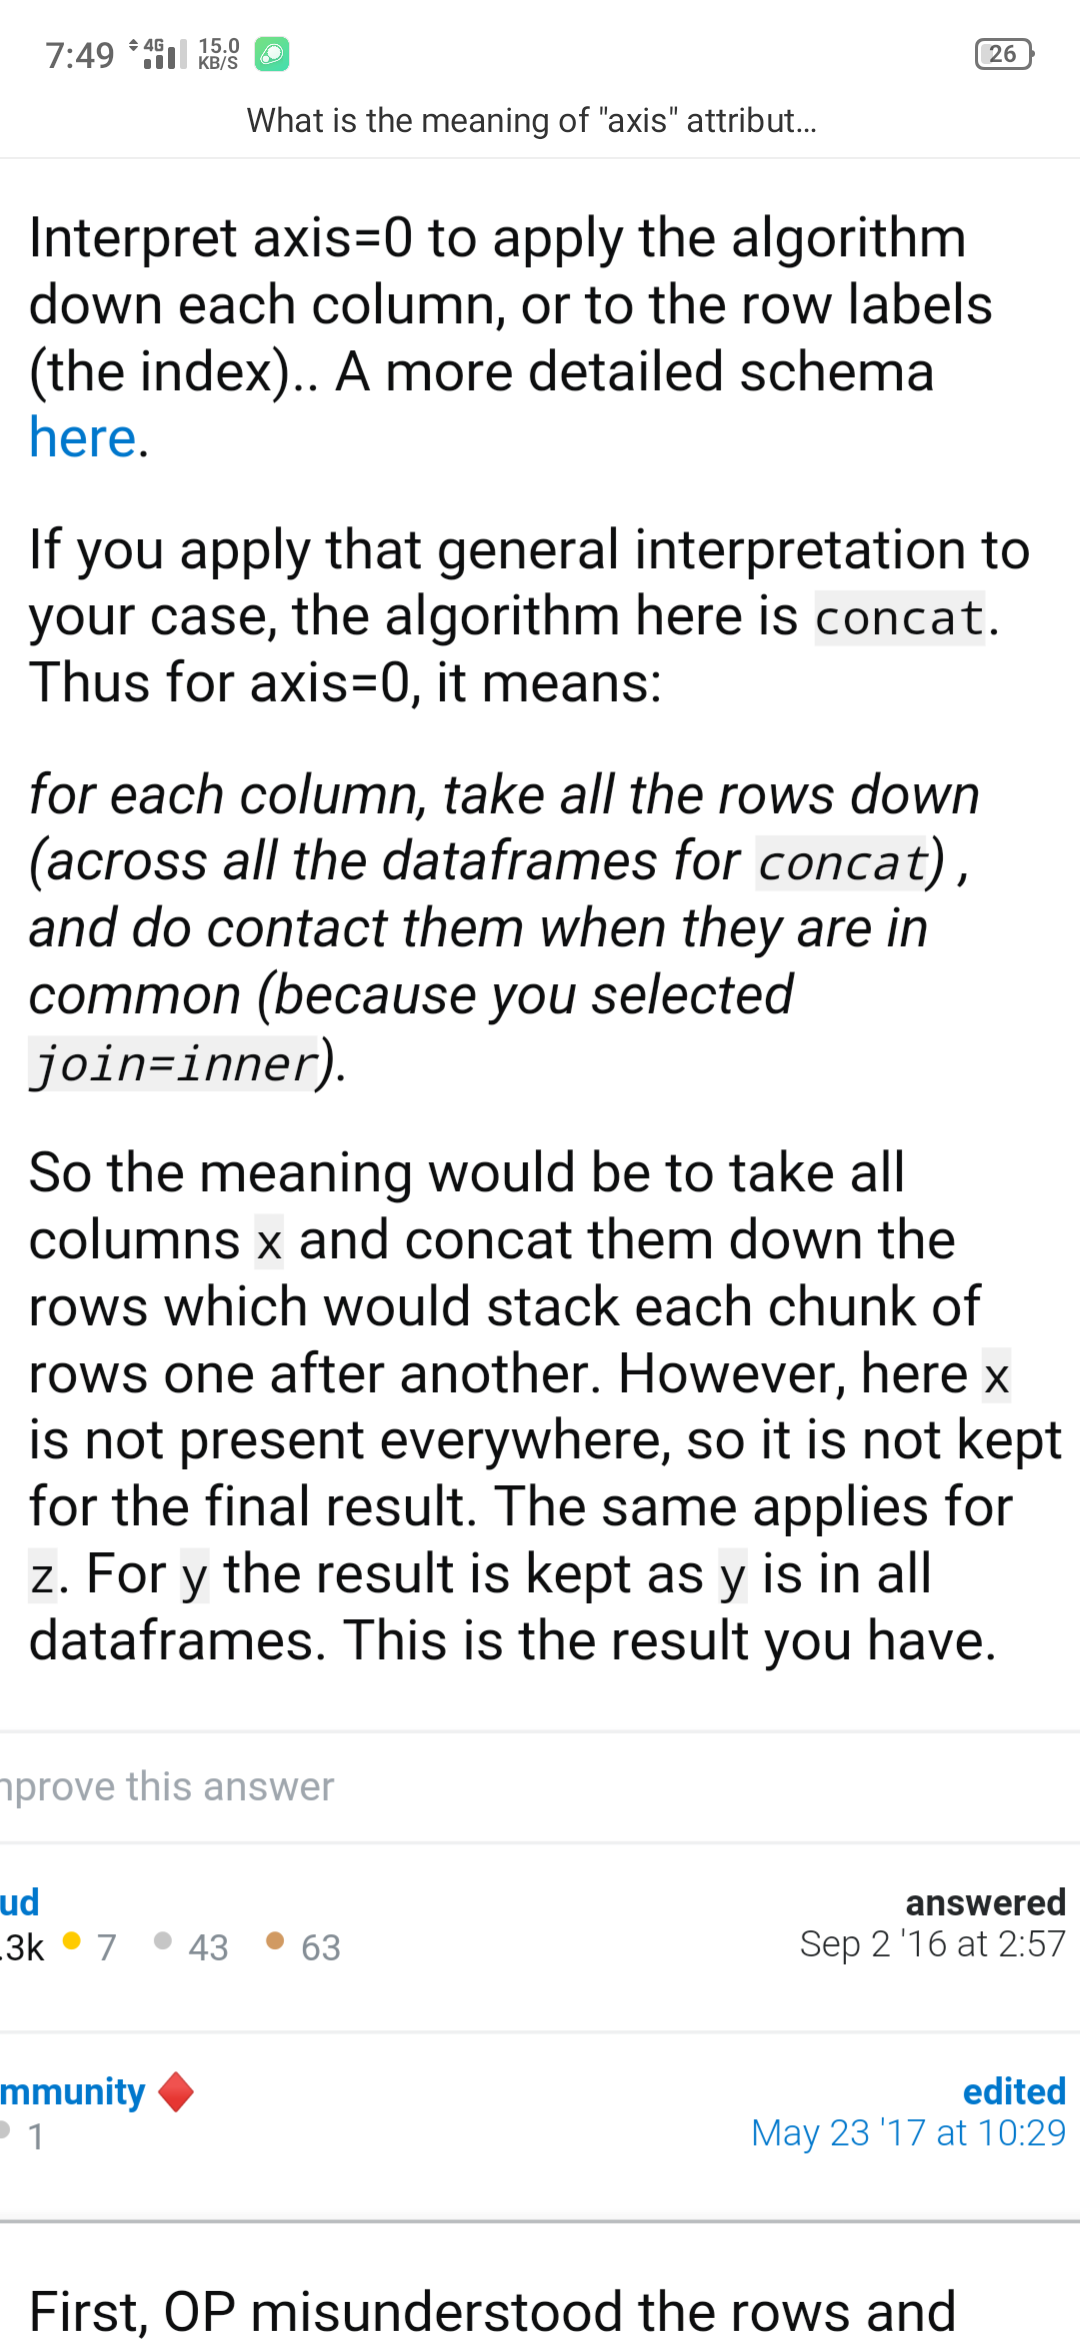 7:49 4G 15.0 KB/S 26
What is the meaning of "axis" attribut...
Interpret axis=0 to apply the algorithm
down each column, or to the row labels
(the index).. A more detailed schema
here.
If you apply that general interpretation to
your case, the algorithm here is concat.
Thus for axis=0, it means:
for each column, take all the rows down
(across all the dataframes for concat) ,
and do contact them when they are in
common (because you selected
join=inner).
So the meaning would be to take all
columns x and concat them down the
rows which would stack each chunk of
rows one after another. However, here x
is not present everywhere, so it is not kept
for the final result. The same applies for
z. For y the result is kept as y is in all
dataframes. This is the result you have.
nprove this answer
ud answered
.3k 7 43 63 Sep 2 '16 at 2:57
mmunity edited
1 May 23 '17 at 10:29
First, OP misunderstood the rows and